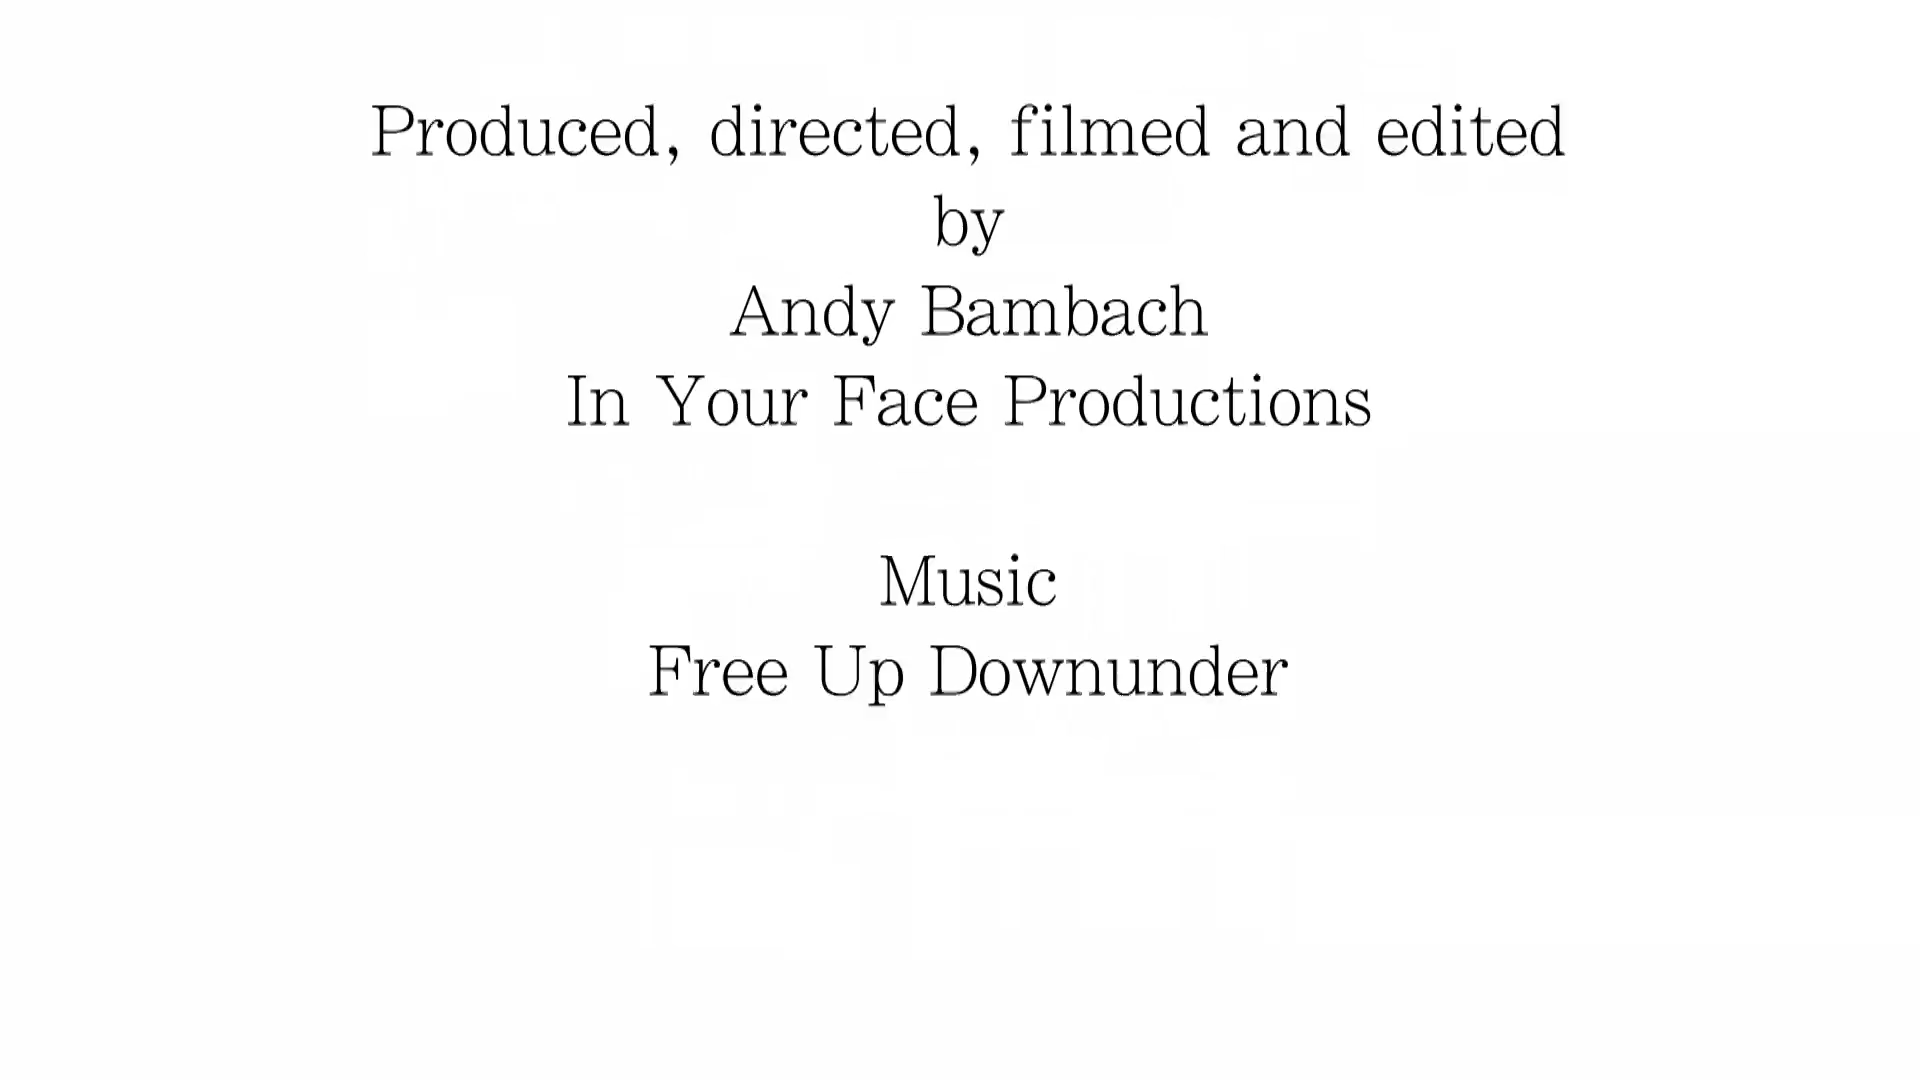 Produced, directed, filmed and edited
by
Andy Bambach
In Your Face Productions
Music
Free Up Downunder